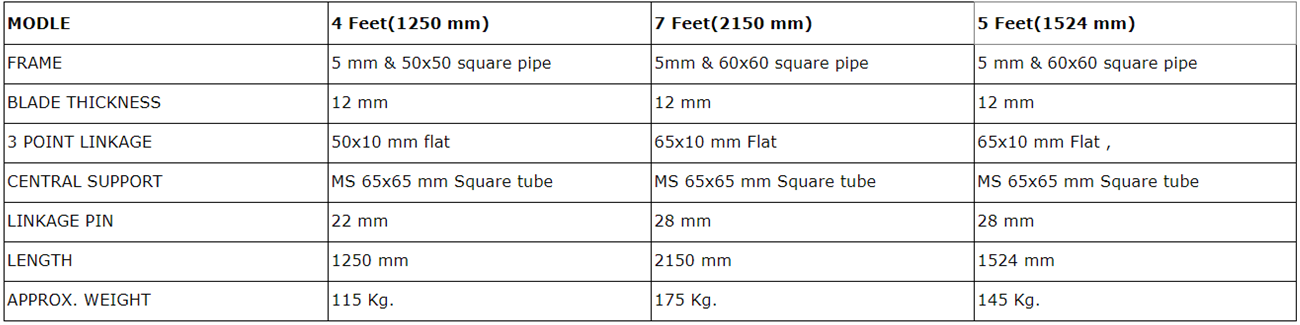 MODLE 4 Feet(1250 mm) 7 Feet(2150 mm) 5 Feet(1524 mm)
FRAME 5 mm & 50x50 square pipe 5mm & 60x60 square pipe 5 mm & 60x60 square pipe
BLADE THICKNESS 12 mm 12 mm 12 mm
3 POINT LINKAGE 50x10 mm flat 65x10 mm Flat 65x10 mm Flat ,
CENTRAL SUPPORT MS 65x65 mm Square tube MS 65x65 mm Square tube MS 65x65 mm Square tube
LINKAGE PIN 22 mm 28 mm 28 mm
LENGTH 1250 mm 2150 mm 1524 mm
APPROX. WEIGHT 115 Kg. 175 Kg. 145 Kg.